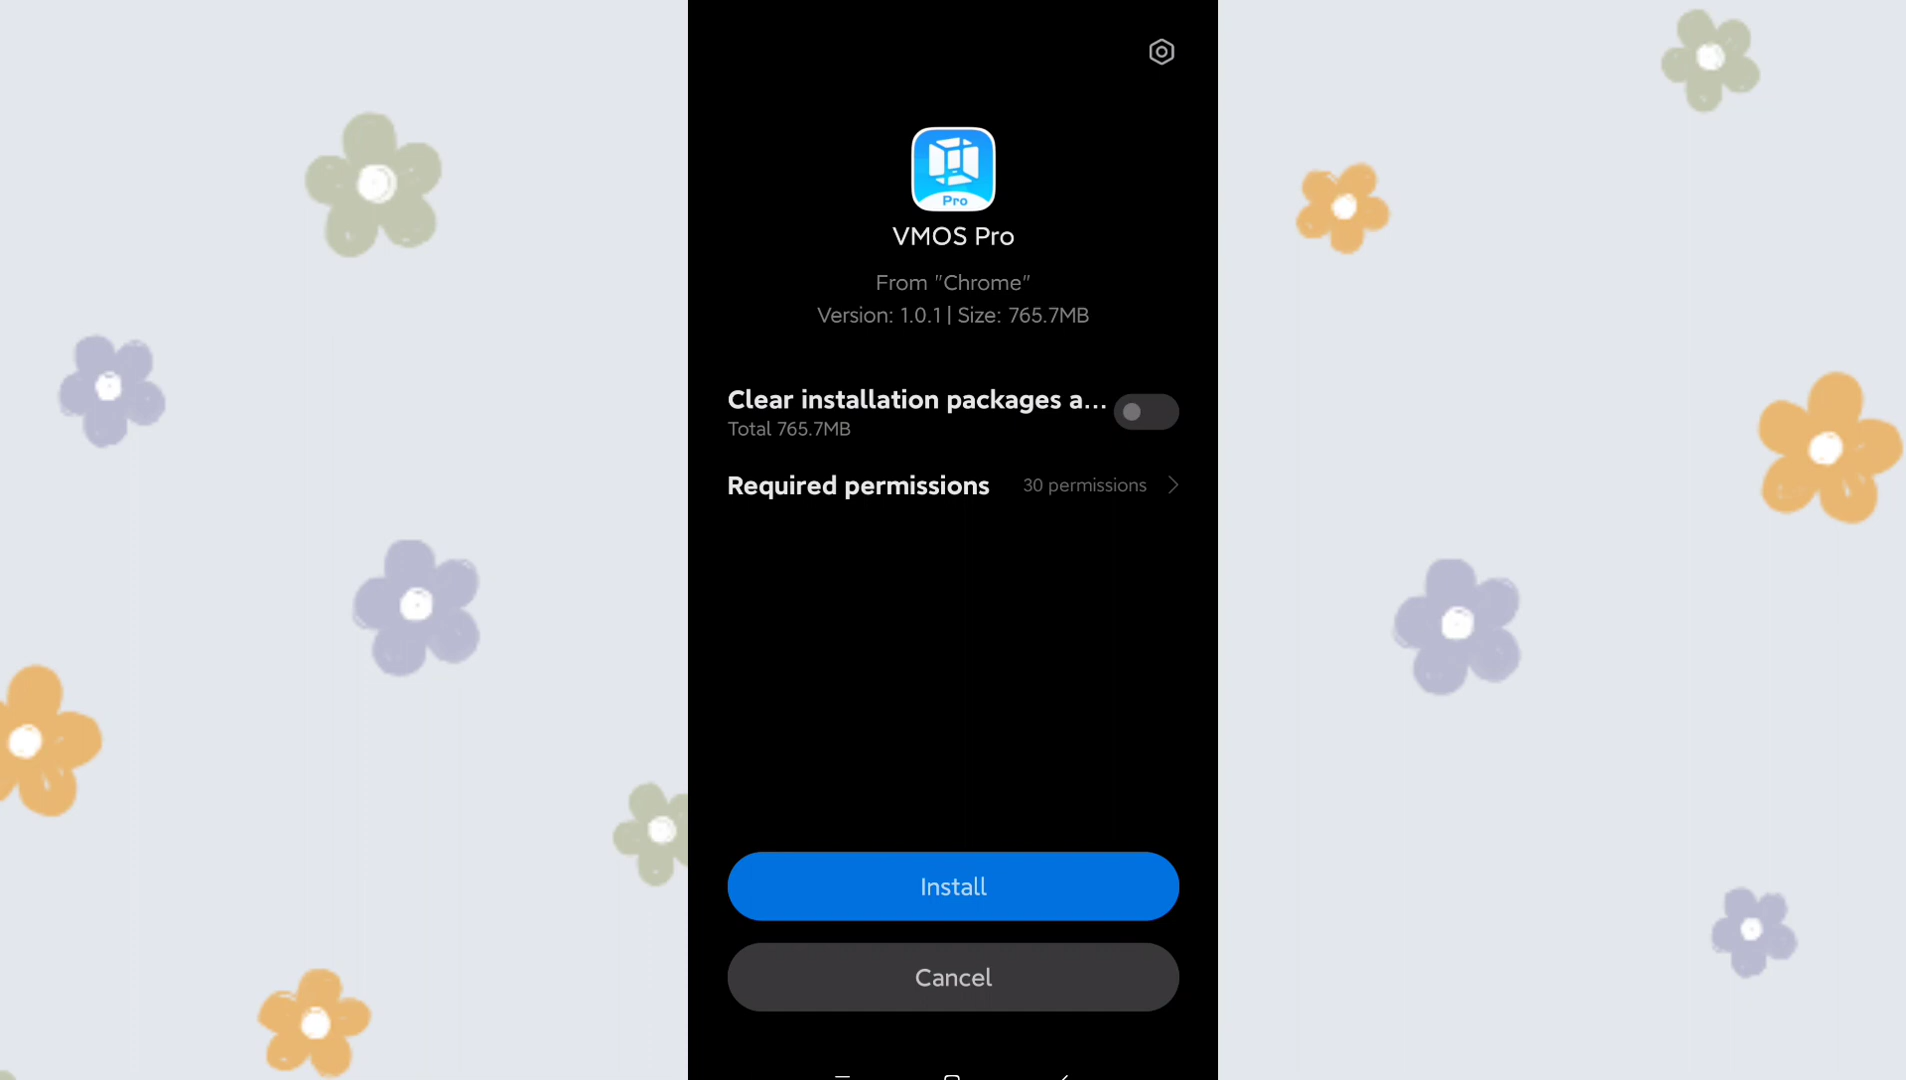 Pro
VMOS Pro
From "Chrome"
Version: 1.0.1 | Size: 765.7MB
Clear installation packages a...
Total 765.7MB
Required permissions 30 permissions
Install
Cancel